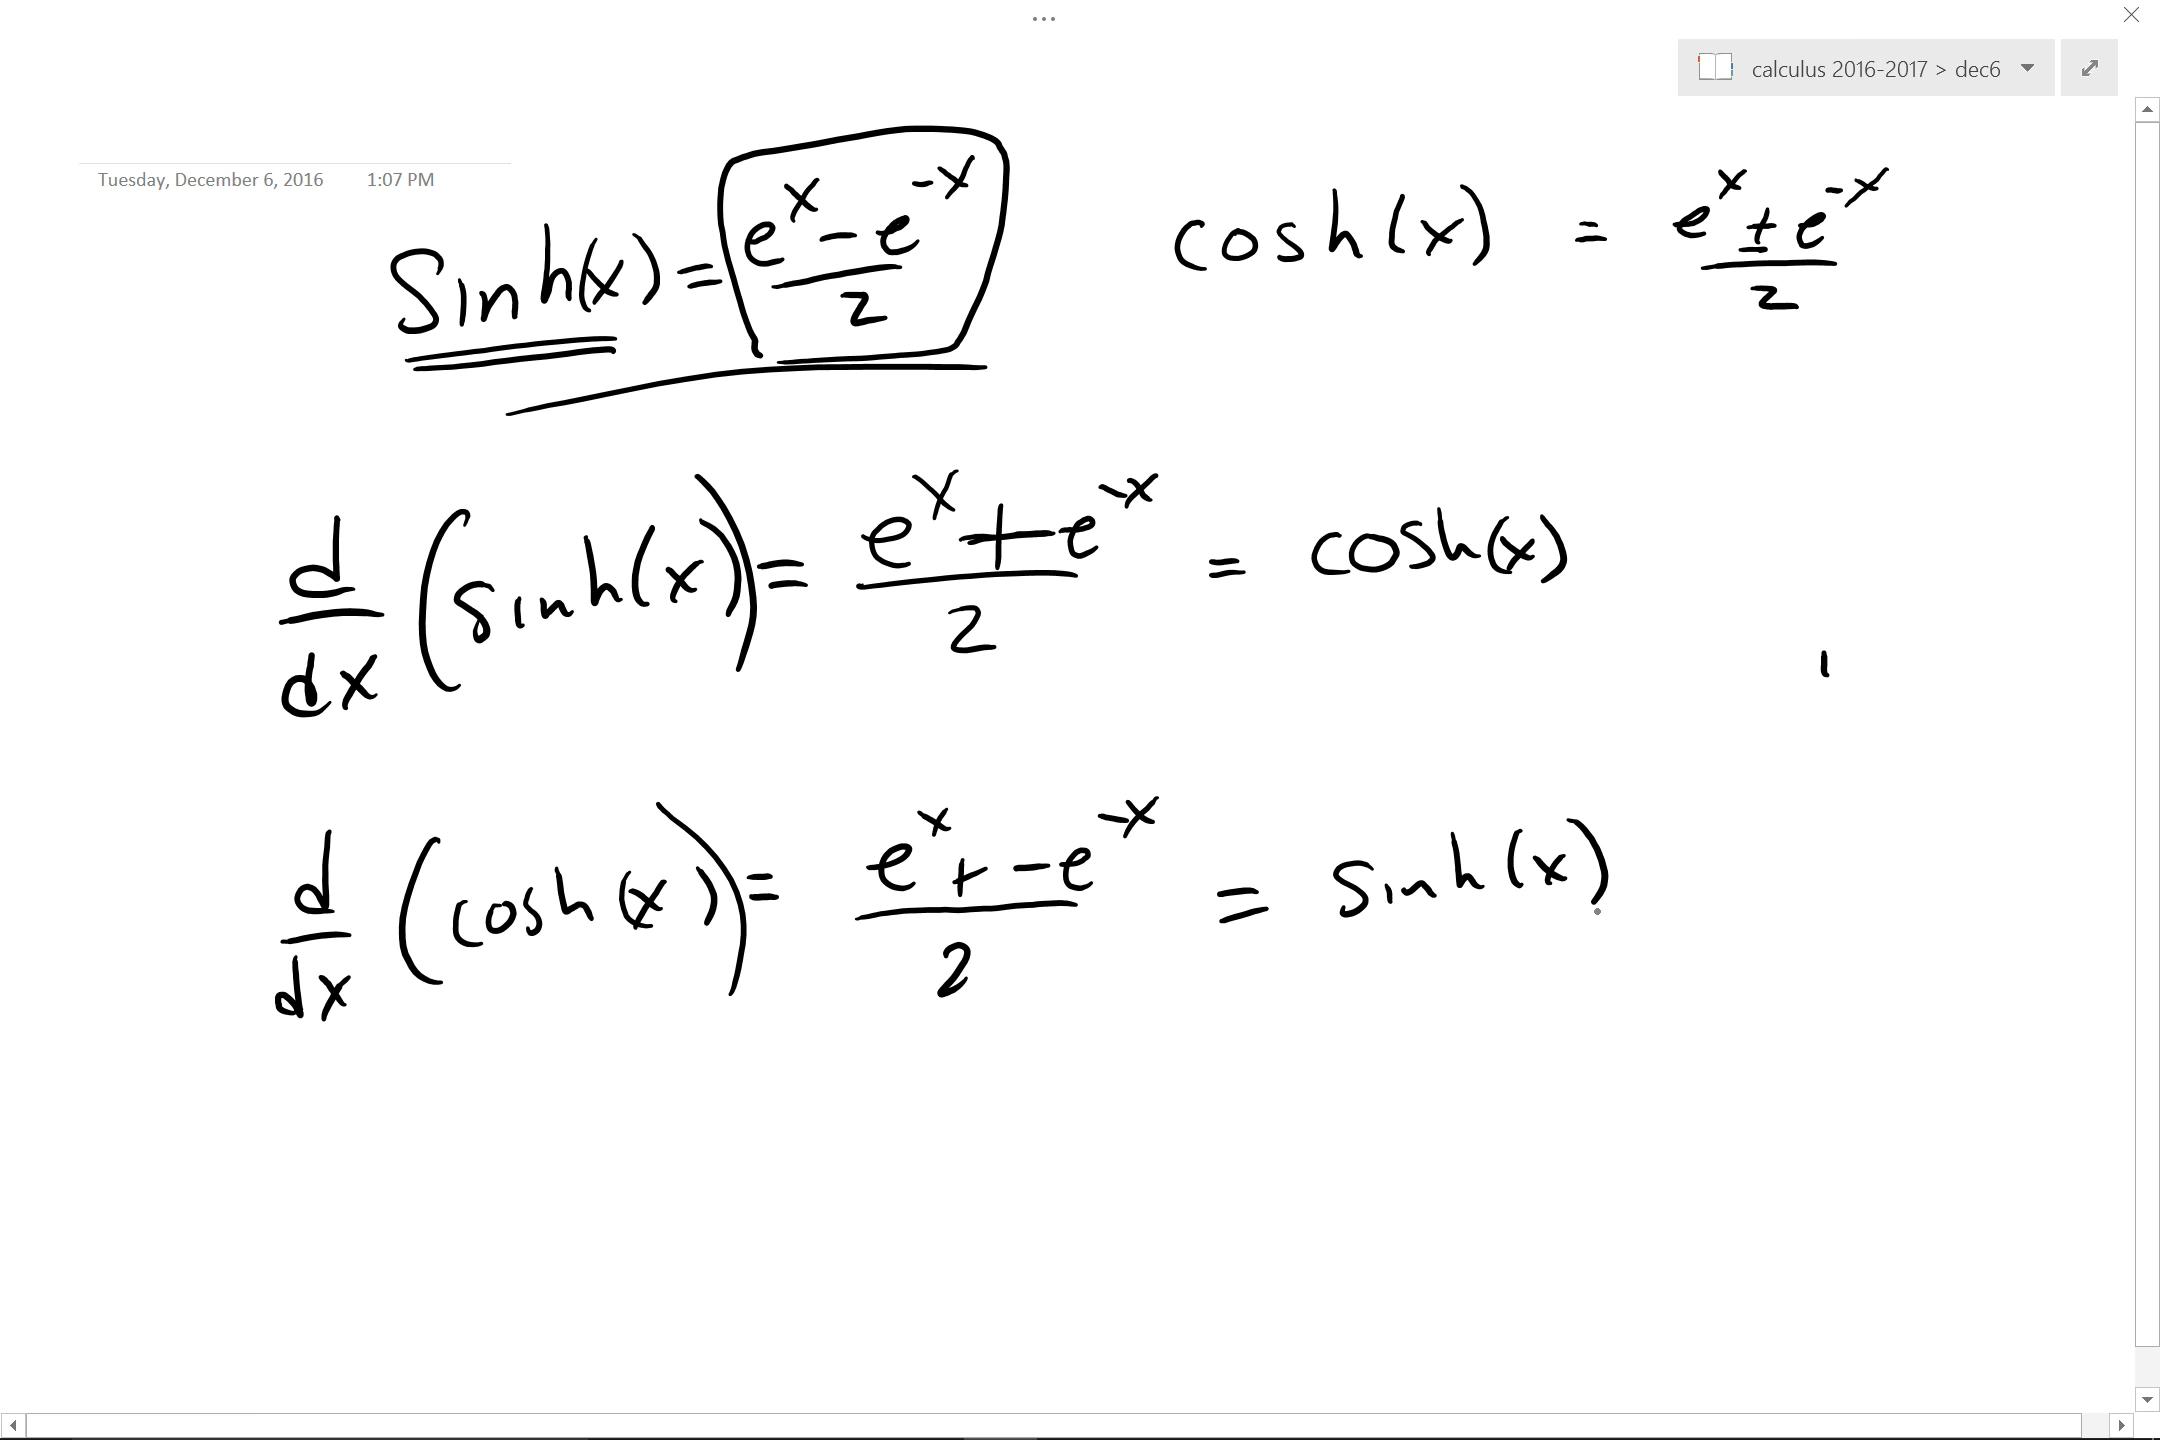 ...
calculus 2016-2017 > dec6
Tuesday, December 6, 2016 1:07 PM
Sinh(x) = (e^x - e^-x)/2
cosh(x) = (e^x + e^-x)/2
d/dx (sinh(x)) = (e^x + e^-x)/2 = cosh(x)
d/dx (cosh(x)) = (e^x + -e^-x)/2 = sinh(x)